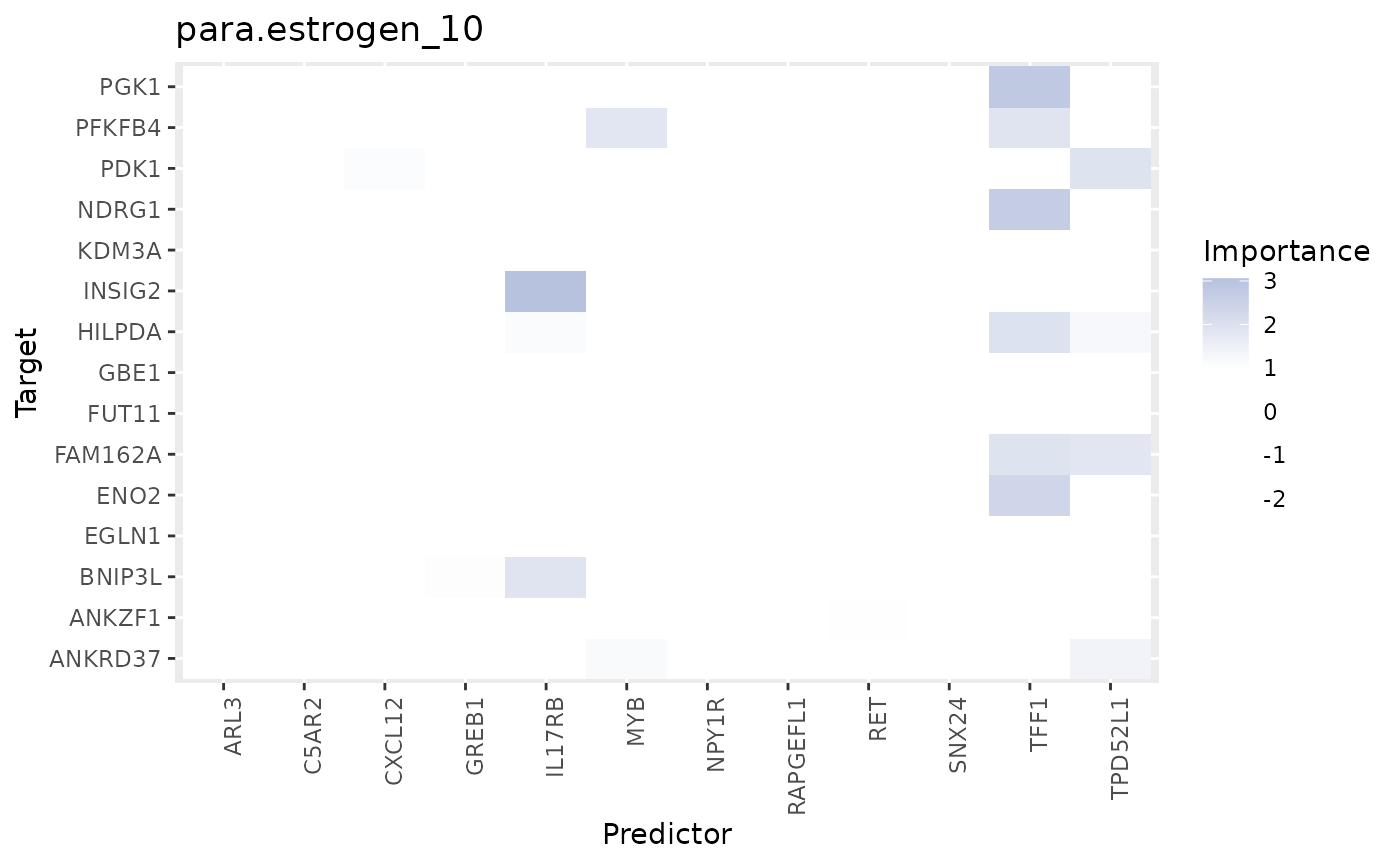 para.estrogen_10
PGK1
PFKFB4
PDK1
NDRG1
KDM3A
INSIG2
HILPDA
GBE1
FUT11
FAM162A
ENO2
EGLN1
BNIP3L
ANKZF1
ANKRD37
Target
ARL3
C5AR2
CXCL12
GREB1
IL17RB
MYB
NPY1R
RAPGEFL1
RET
SNX24
TFF1
TPD52L1
Predictor
Importance
3
2
1
0
-1
-2